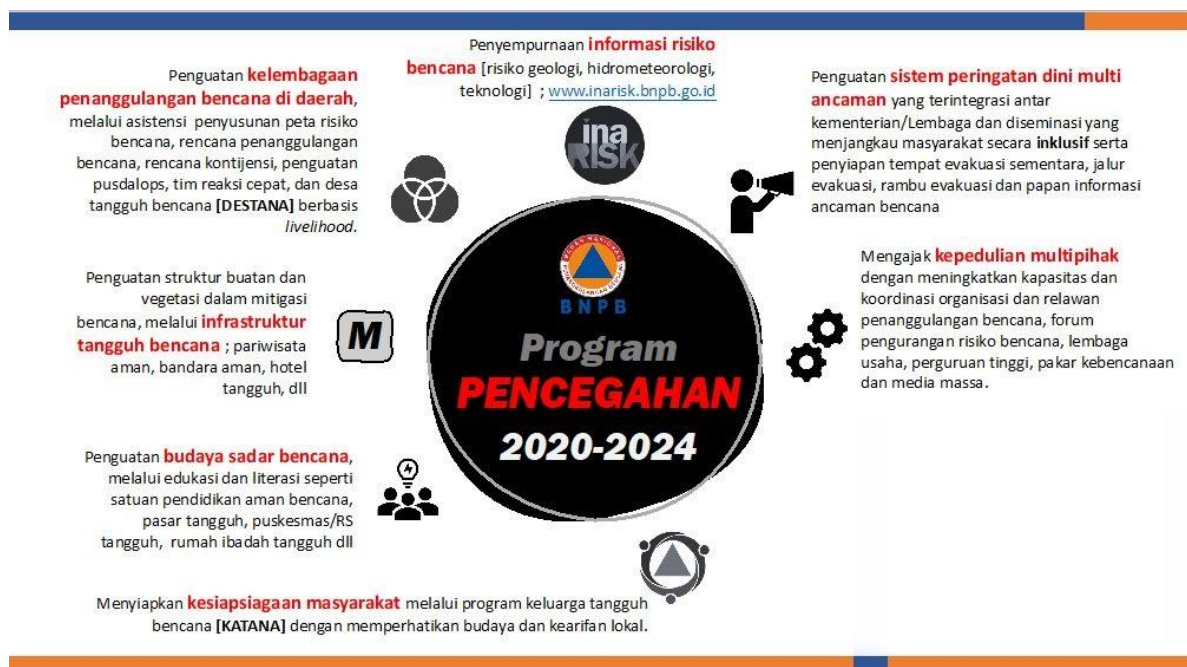 Penyempurnaan informasi risiko
bencana [risiko geologi, hidrometeorologi,
teknologi] ; www.inarisk.bnpb.go.id
ina
RISK
Penguatan kelembagaan
penanggulangan bencana di daerah,
melalui asistensi penyusunan peta risiko
bencana, rencana penanggulangan
bencana, rencana kontijensi, penguatan
pusdalops, tim reaksi cepat, dan desa
tangguh bencana [DESTANA] berbasis
livelihood.
Penguatan sistem peringatan dini multi
ancaman yang terintegrasi antar
kementerian/Lembaga dan diseminasi yang
menjangkau masyarakat secara inklusif serta
penyiapan tempat evakuasi sementara, jalur
evakuasi, rambu evakuasi dan papan informasi
ancaman bencana
Penguatan struktur buatan dan
vegetasi dalam mitigasi
bencana, melalui infrastruktur
tangguh bencana ; pariwisata
aman, bandara aman, hotel
tangguh, dll
M
BADAN NASIONAL
PENANGGULANGAN BENCANA
BNPB
Program
PENCEGAHAN
2020-2024
Mengajak kepedulian multipihak
dengan meningkatkan kapasitas dan
koordinasi organisasi dan relawan
penanggulangan bencana, forum
pengurangan risiko bencana, lembaga
usaha, perguruan tinggi, pakar kebencanaan
dan media massa.
Penguatan budaya sadar bencana,
melalui edukasi dan literasi seperti
satuan pendidikan aman bencana,
pasar tangguh, puskesmas/RS
tangguh, rumah ibadah tangguh dll
Menyiapkan kesiapsiagaan masyarakat melalui program keluarga tangguh
bencana [KATANA] dengan memperhatikan budaya dan kearifan lokal.